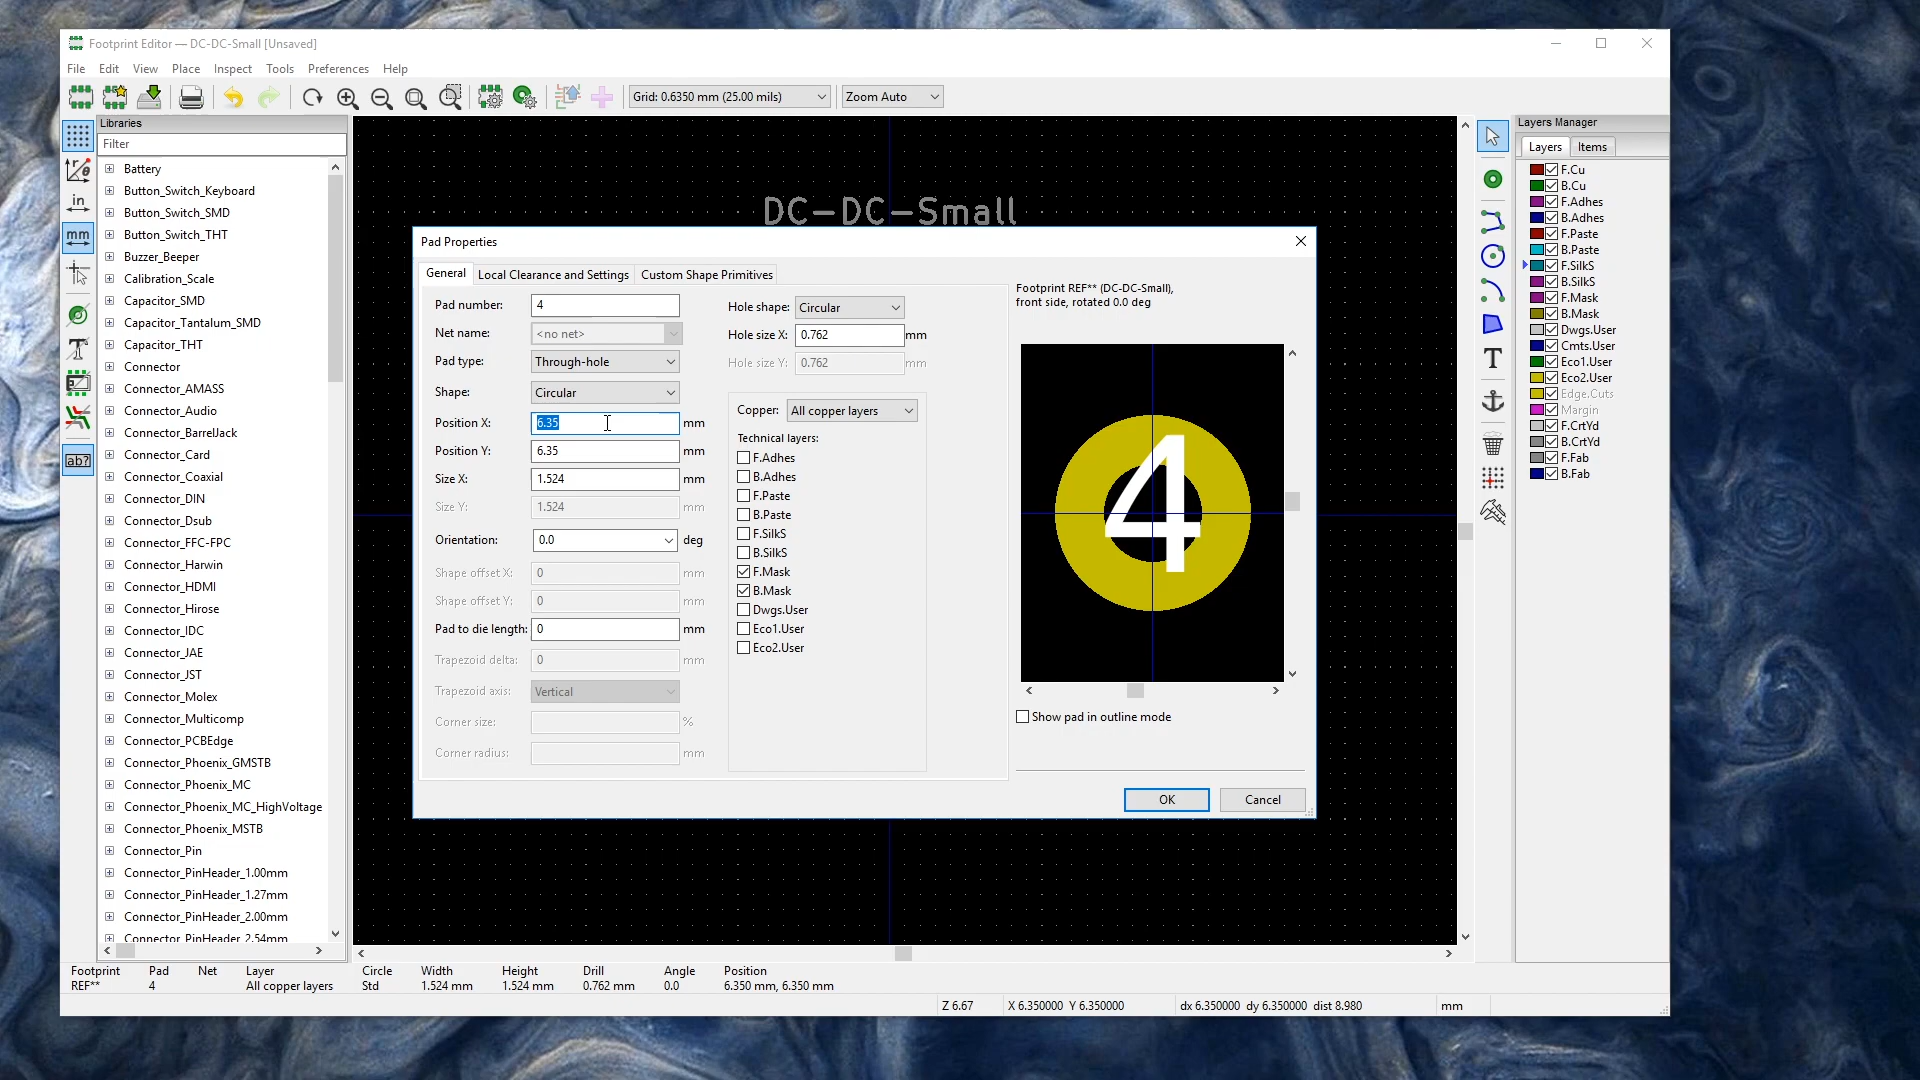 Footprint Editor — DC-DC-Small [Unsaved]
File Edit View Place Inspect Tools Preferences Help
Grid: 0.6350 mm (25.00 mils) Zoom Auto
Libraries
Filter
Battery
Button_Switch_Keyboard
Button_Switch_SMD
Button_Switch_THT
Buzzer_Beeper
Calibration_Scale
Capacitor_SMD
Capacitor_Tantalum_SMD
Capacitor_THT
Connector
Connector_AMASS
Connector_Audio
Connector_BarrelJack
Connector_Card
Connector_Coaxial
Connector_DIN
Connector_Dsub
Connector_FFC-FPC
Connector_Harwin
Connector_HDMI
Connector_Hirose
Connector_IDC
Connector_JAE
Connector_JST
Connector_Molex
Connector_Multicomp
Connector_PCBEdge
Connector_Phoenix_GMSTB
Connector_Phoenix_MC
Connector_Phoenix_MC_HighVoltage
Connector_Phoenix_MSTB
Connector_Pin
Connector_PinHeader_1.00mm
Connector_PinHeader_1.27mm
Connector_PinHeader_2.00mm
Connector_PinHeader_2.54mm
in
mm
ab?
DC-DC-Small
Pad Properties
General Local Clearance and Settings Custom Shape Primitives
Pad number: 4
Net name: <no net>
Pad type: Through-hole
Shape: Circular
Position X: 6.35 mm
Position Y: 6.35 mm
Size X: 1.524 mm
Size Y: 1.524 mm
Orientation: 0.0 deg
Shape offset X: 0 mm
Shape offset Y: 0 mm
Pad to die length: 0 mm
Trapezoid delta: 0 mm
Trapezoid axis: Vertical
Corner size: %
Corner radius: mm
Hole shape: Circular
Hole size X: 0.762 mm
Hole size Y: 0.762 mm
Copper: All copper layers
Technical layers:
F.Adhes
B.Adhes
F.Paste
B.Paste
F.SilkS
B.SilkS
F.Mask
B.Mask
Dwgs.User
Eco1.User
Eco2.User
Footprint REF** (DC-DC-Small),
front side, rotated 0.0 deg
4
Show pad in outline mode
OK Cancel
Layers Manager
Layers Items
F.Cu
B.Cu
F.Adhes
B.Adhes
F.Paste
B.Paste
F.SilkS
B.SilkS
F.Mask
B.Mask
Dwgs.User
Cmts.User
Eco1.User
Eco2.User
Edge.Cuts
Margin
F.CrtYd
B.CrtYd
F.Fab
B.Fab
Footprint Pad Net Layer Circle Width Height Drill Angle Position
REF** 4 All copper layers Std 1.524 mm 1.524 mm 0.762 mm 0.0 6.350 mm, 6.350 mm
Z 6.67 X 6.350000 Y 6.350000 dx 6.350000 dy 6.350000 dist 8.980 mm